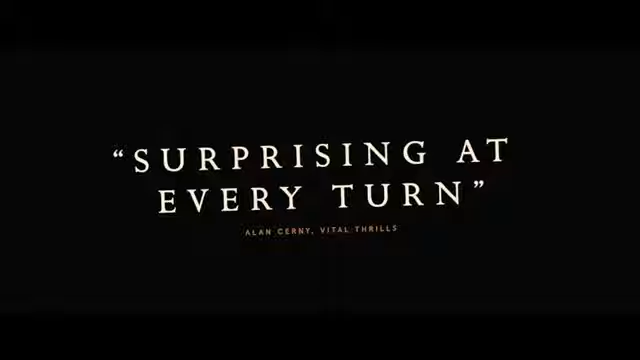 “SURPRISING AT
EVERY TURN”
ALAN CERNY, VITAL THRILLS